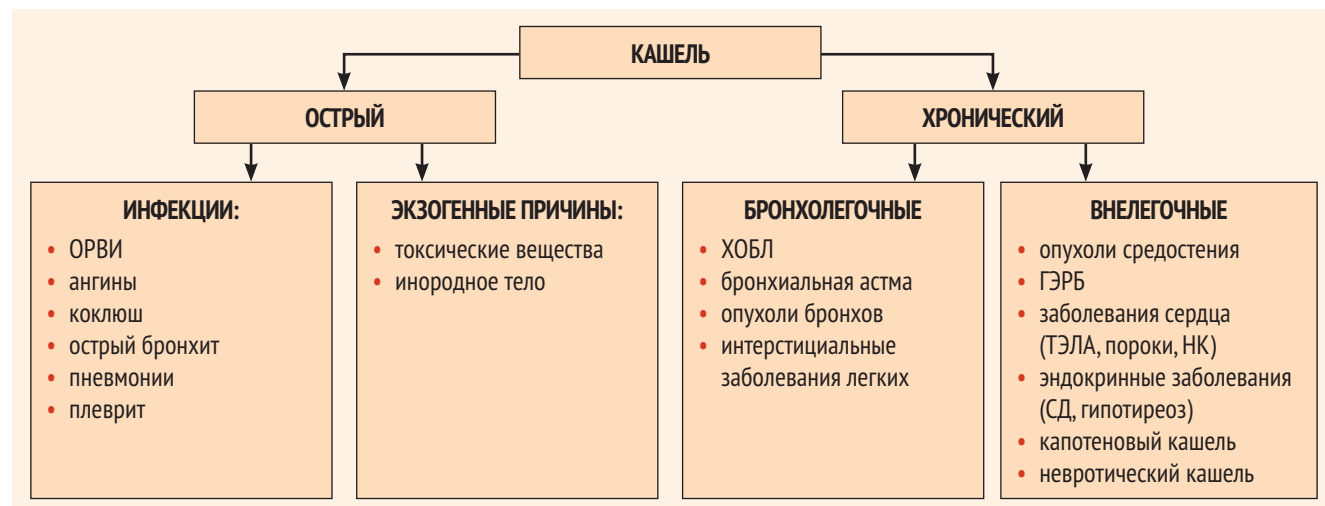 КАШЕЛЬ
ОСТРЫЙ
ХРОНИЧЕСКИЙ
ИНФЕКЦИИ:
• ОРВИ
• ангины
• коклюш
• острый бронхит
• пневмонии
• плеврит
ЭКЗОГЕННЫЕ ПРИЧИНЫ:
• токсические вещества
• инородное тело
БРОНХОЛЕГОЧНЫЕ
• ХОБЛ
• бронхиальная астма
• опухоли бронхов
• интерстициальные
заболевания легких
ВНЕЛЕГОЧНЫЕ
• опухоли средостения
• ГЭРБ
• заболевания сердца
(ТЭЛА, пороки, НК)
• эндокринные заболевания
(СД, гипотиреоз)
• капотеновый кашель
• невротический кашель